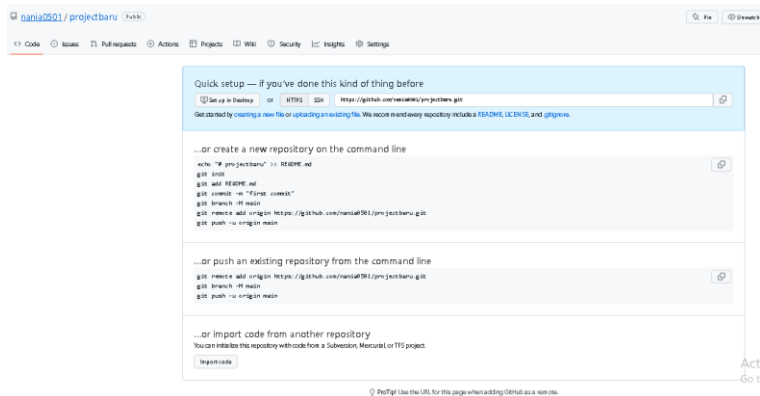 nania0501 / projectbaru Public
Pin Unwatch
Code Issues Pull requests Actions Projects Wiki Security Insights Settings
Quick setup — if you've done this kind of thing before
Set up in Desktop or HTTPS SSH https://github.com/nania0501/projectbaru.git
Get started by creating a new file or uploading an existing file. We recommend every repository include a README, LICENSE, and .gitignore.
...or create a new repository on the command line
echo "# projectbaru" >> README.md
git init
git add README.md
git commit -m "first commit"
git branch -M main
git remote add origin https://github.com/nania0501/projectbaru.git
git push -u origin main
...or push an existing repository from the command line
git remote add origin https://github.com/nania0501/projectbaru.git
git branch -M main
git push -u origin main
...or import code from another repository
You can initialize this repository with code from a Subversion, Mercurial, or TFS project.
Import code
Act
Go t
ProTip! Use the URL for this page when adding GitHub as a remote.